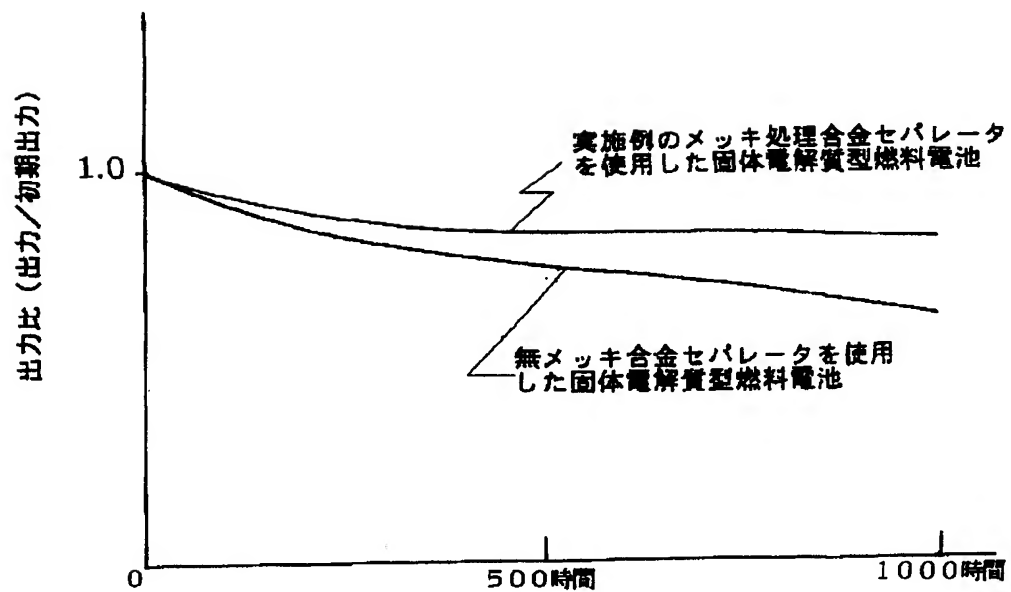 出力比(出力/初期出力)
1.0
実施例のメッキ処理合金セパレータ
を使用した固体電解質型燃料電池
無メッキ合金セパレータを使用
した固体電解質型燃料電池
0
500時間
1000時間